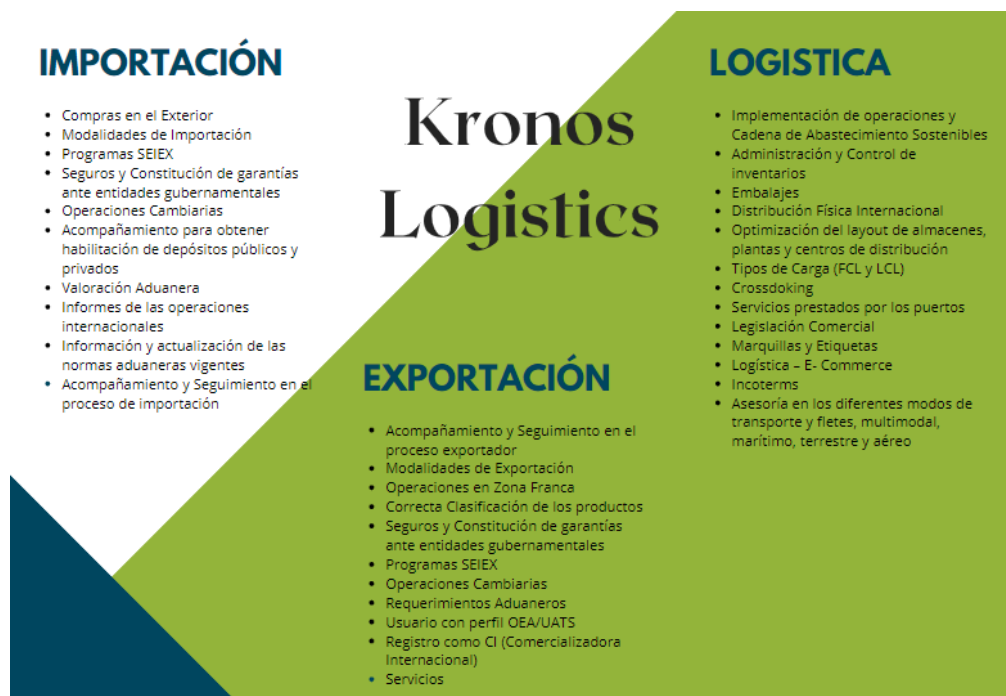 IMPORTACIÓN
• Compras en el Exterior
• Modalidades de Importación
• Programas SEIEX
• Seguros y Constitución de garantías
ante entidades gubernamentales
• Operaciones Cambiarias
• Acompañamiento para obtener
habilitación de depósitos públicos y
privados
• Valoración Aduanera
• Informes de las operaciones
internacionales
• Información y actualización de las
normas aduaneras vigentes
• Acompañamiento y Seguimiento en el
proceso de importación
Kronos
Logistics
EXPORTACIÓN
• Acompañamiento y Seguimiento en el
proceso exportador
• Modalidades de Exportación
• Operaciones en Zona Franca
• Correcta Clasificación de los productos
• Seguros y Constitución de garantías
ante entidades gubernamentales
• Programas SEIEX
• Operaciones Cambiarias
• Requerimientos Aduaneros
• Usuario con perfil OEA/UATS
• Registro como CI (Comercializadora
Internacional)
• Servicios
LOGISTICA
• Implementación de operaciones y
Cadena de Abastecimiento Sostenibles
• Administración y Control de
inventarios
• Embalajes
• Distribución Física Internacional
• Optimización del layout de almacenes,
plantas y centros de distribución
• Tipos de Carga (FCL y LCL)
• Crossdoking
• Servicios prestados por los puertos
• Legislación Comercial
• Marquillas y Etiquetas
• Logística – E- Commerce
• Incoterms
• Asesoría en los diferentes modos de
transporte y fletes, multimodal,
marítimo, terrestre y aéreo